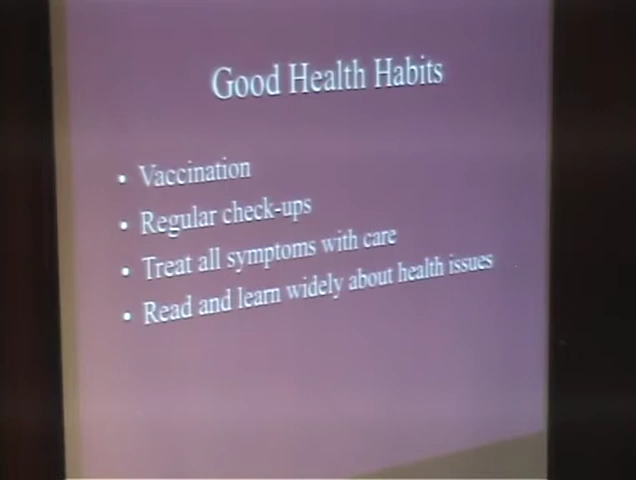 Good Health Habits
• Vaccination
• Regular check-ups
• Treat all symptoms with care
• Read and learn widely about health issues